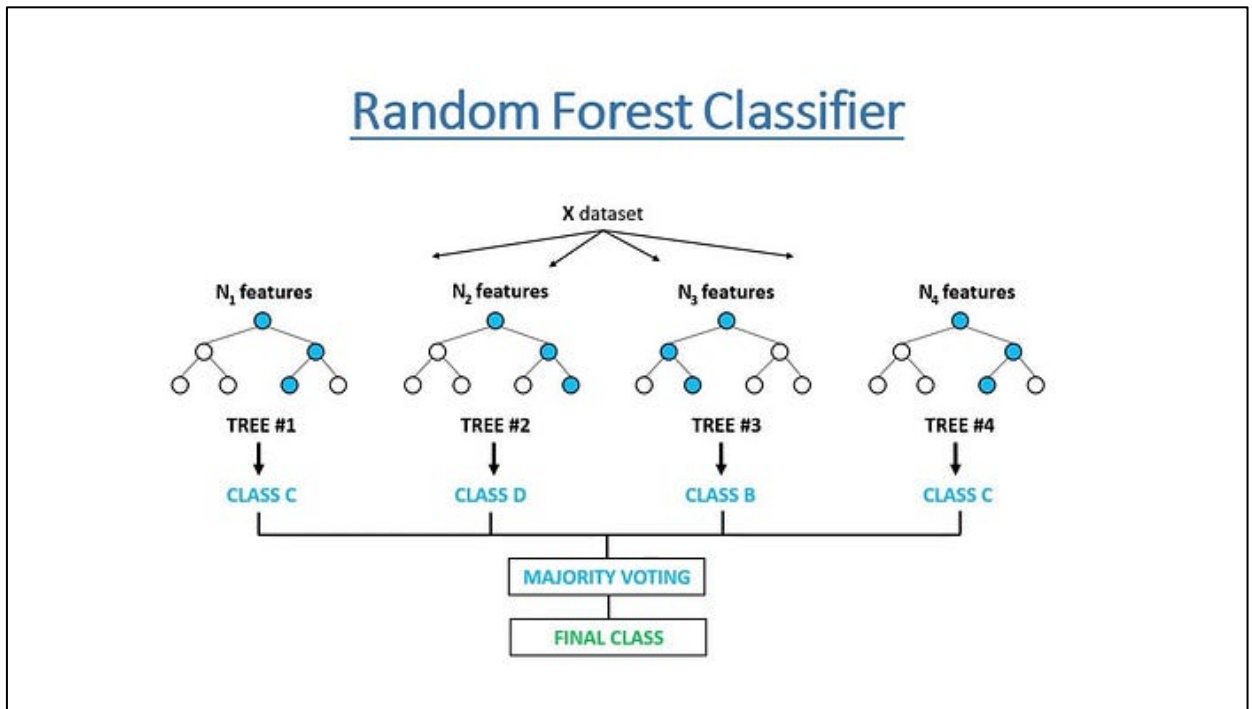 Random Forest Classifier
X dataset
N₁ features N₂ features N₃ features N₄ features
TREE #1 TREE #2 TREE #3 TREE #4
CLASS C CLASS D CLASS B CLASS C
MAJORITY VOTING
FINAL CLASS